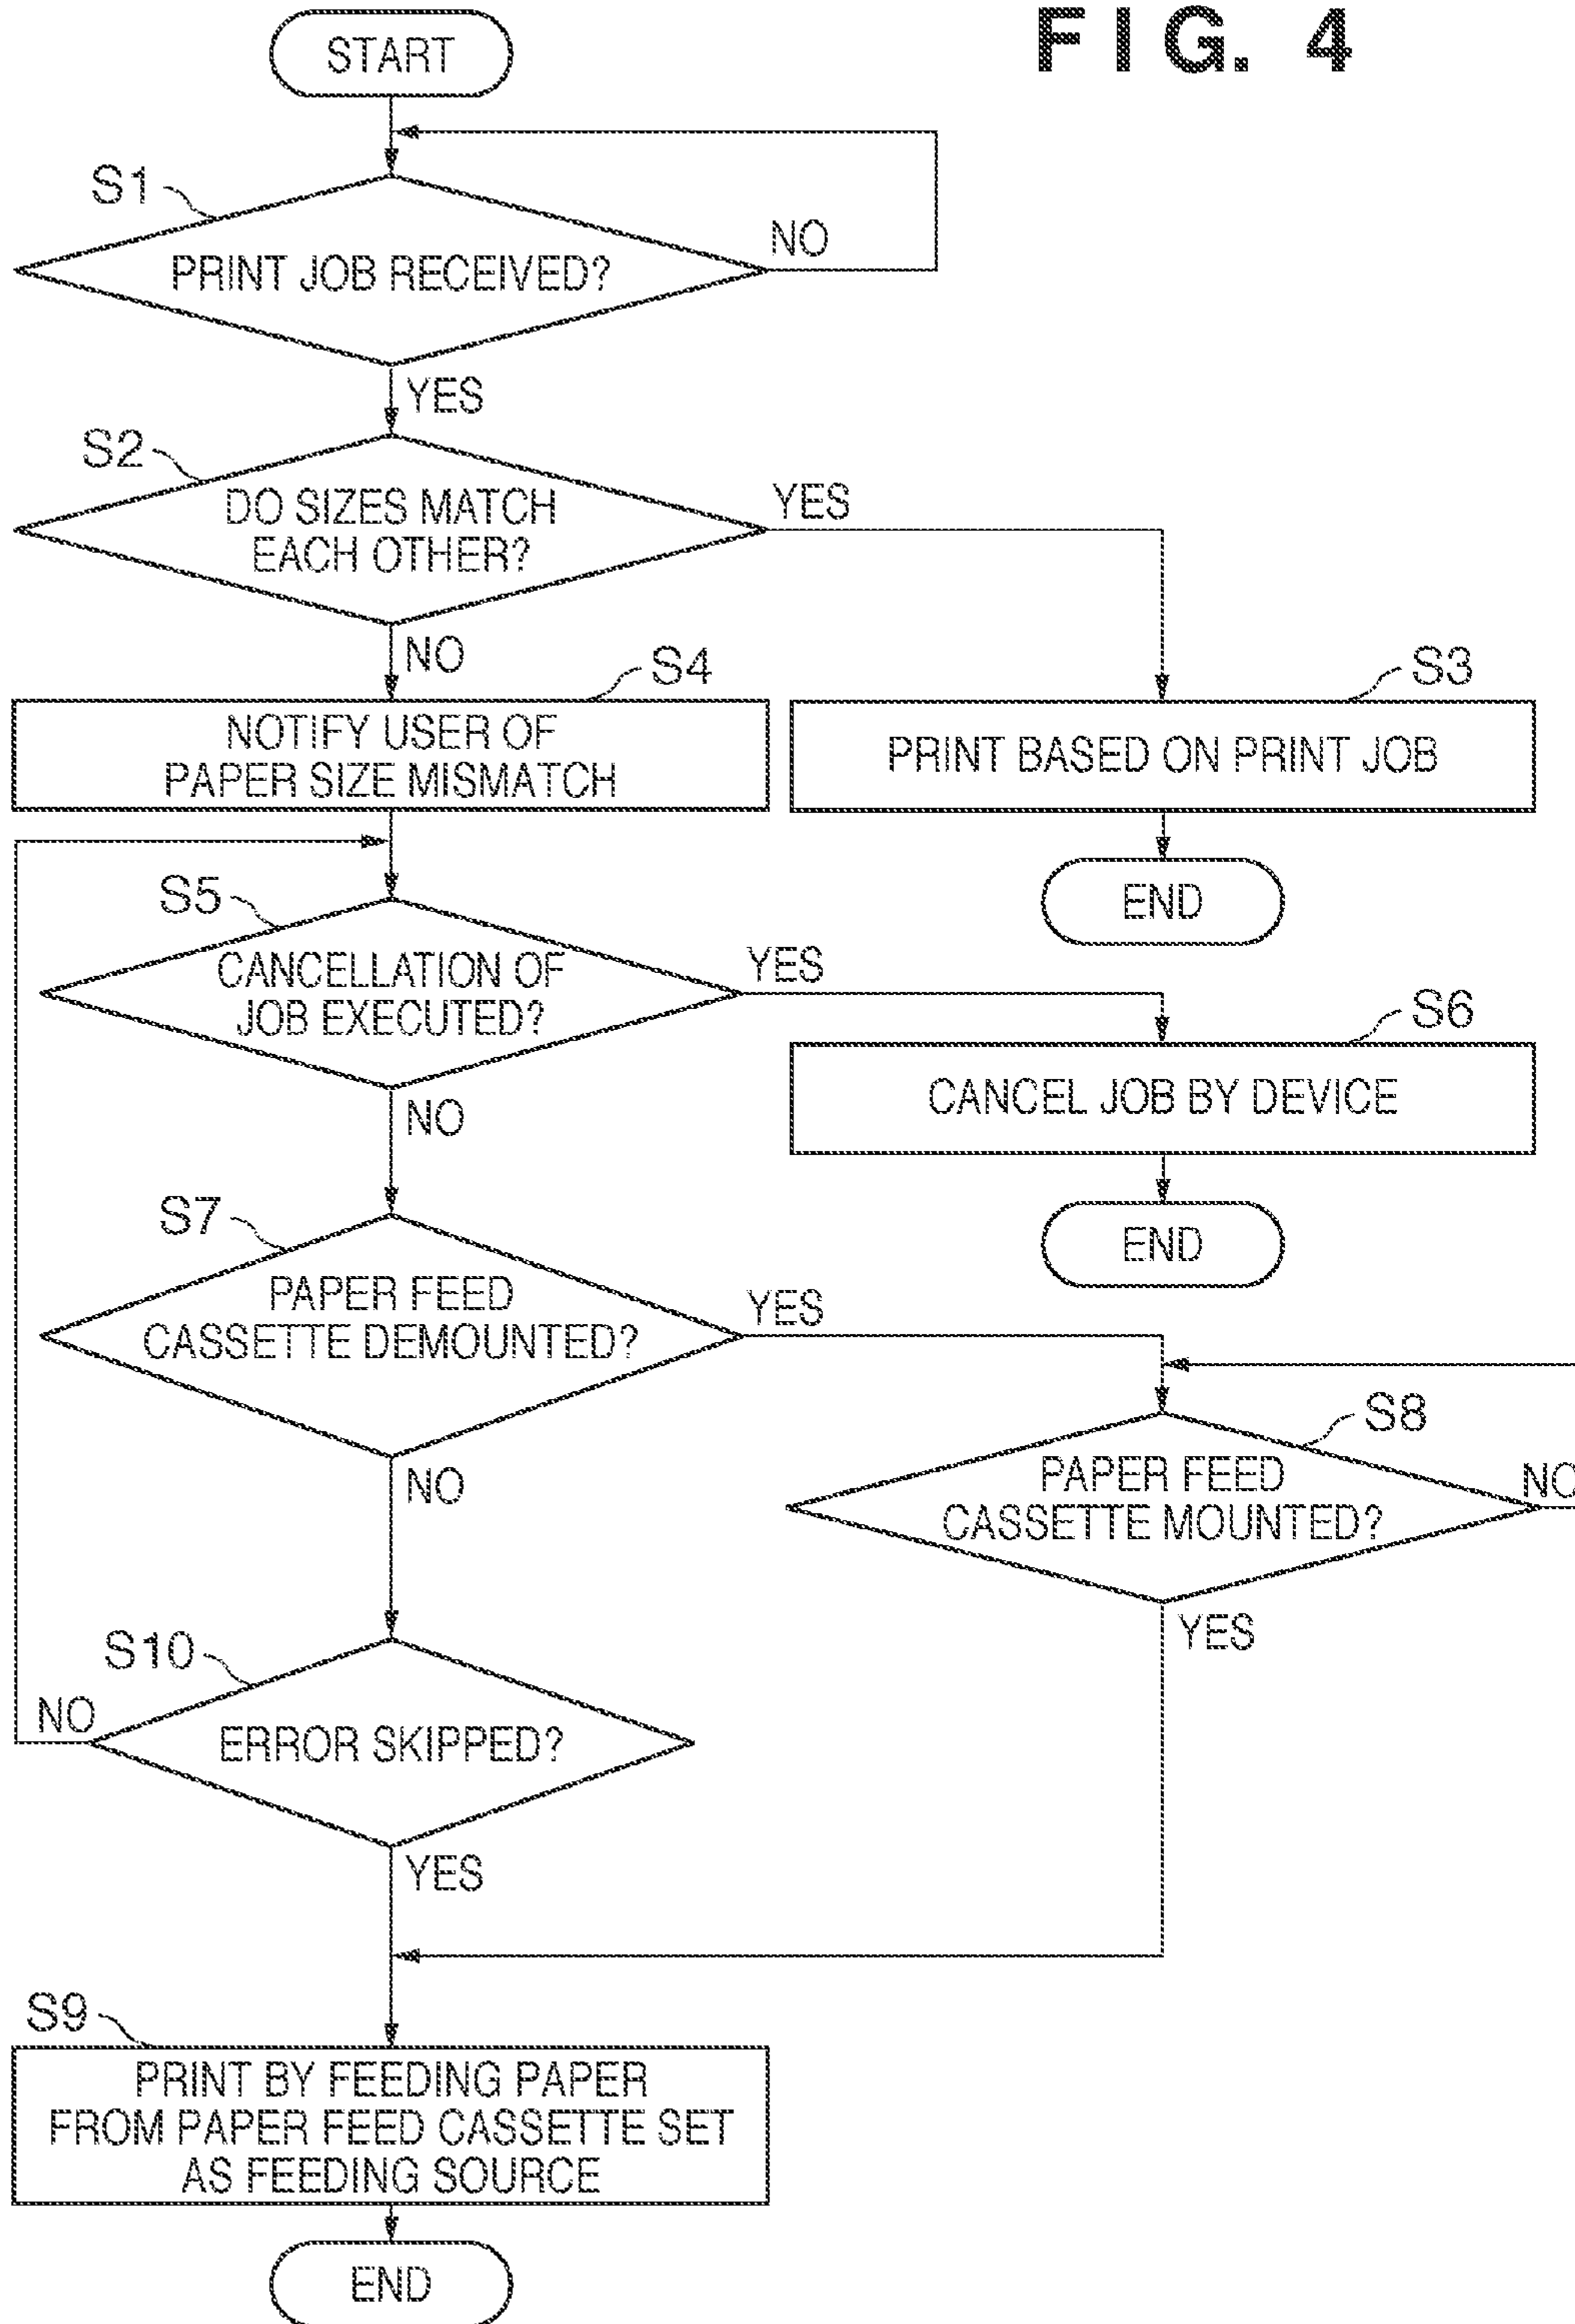 FIG. 4
START
S1
PRINT JOB RECEIVED?
NO
YES
S2
DO SIZES MATCH
EACH OTHER?
YES
NO
S4
NOTIFY USER OF
PAPER SIZE MISMATCH
S3
PRINT BASED ON PRINT JOB
END
S5
CANCELLATION OF
JOB EXECUTED?
YES
NO
S6
CANCEL JOB BY DEVICE
END
S7
PAPER FEED
CASSETTE DEMOUNTED?
YES
NO
S8
PAPER FEED
CASSETTE MOUNTED?
NO
YES
S10
ERROR SKIPPED?
NO
YES
S9
PRINT BY FEEDING PAPER
FROM PAPER FEED CASSETTE SET
AS FEEDING SOURCE
END